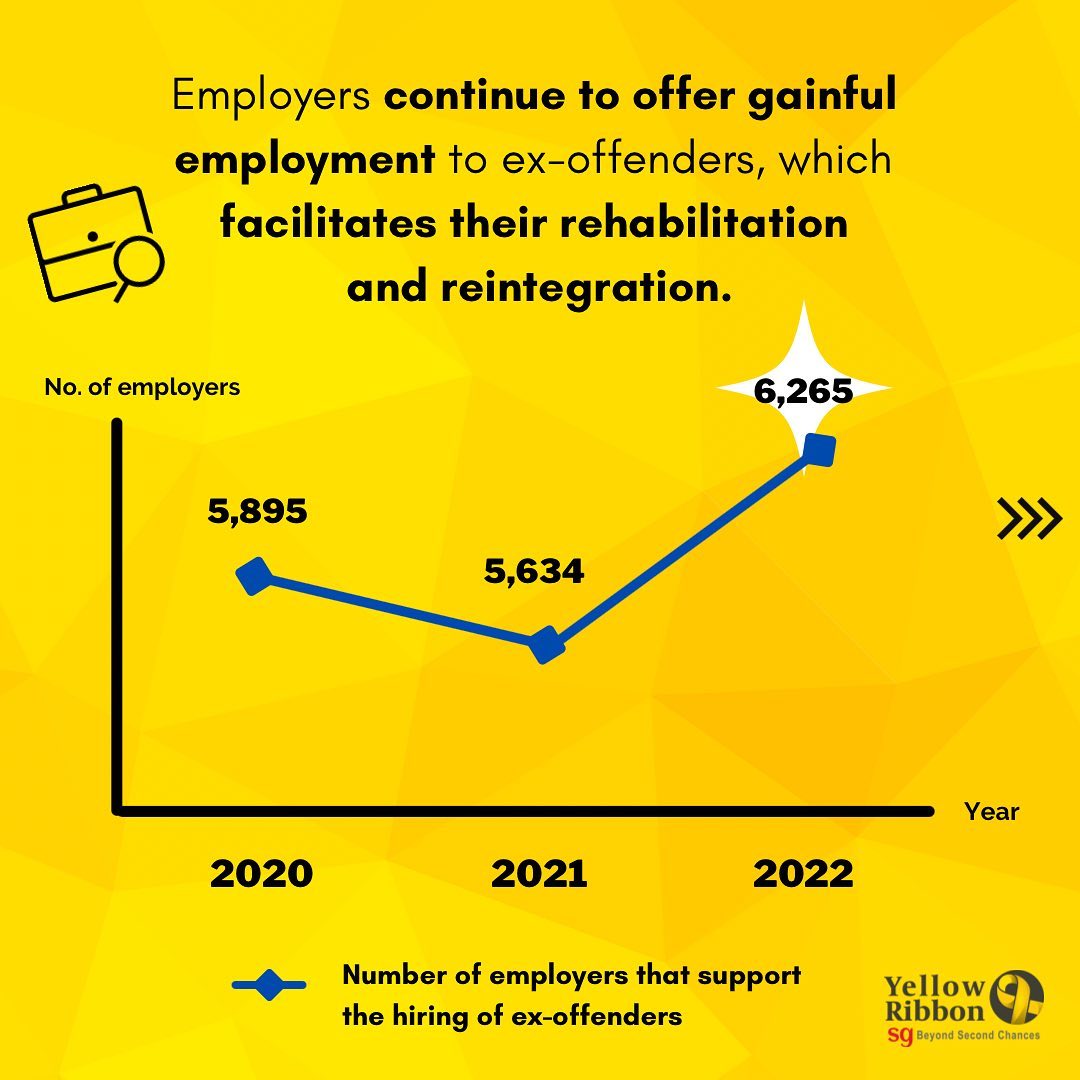 Employers continue to offer gainful
employment to ex-offenders, which
facilitates their rehabilitation
and reintegration.
No. of employers
6,265
5,895
5,634
Year
2020 2021 2022
Number of employers that support
the hiring of ex-offenders
Yellow
Ribbon
sg Beyond Second Chances